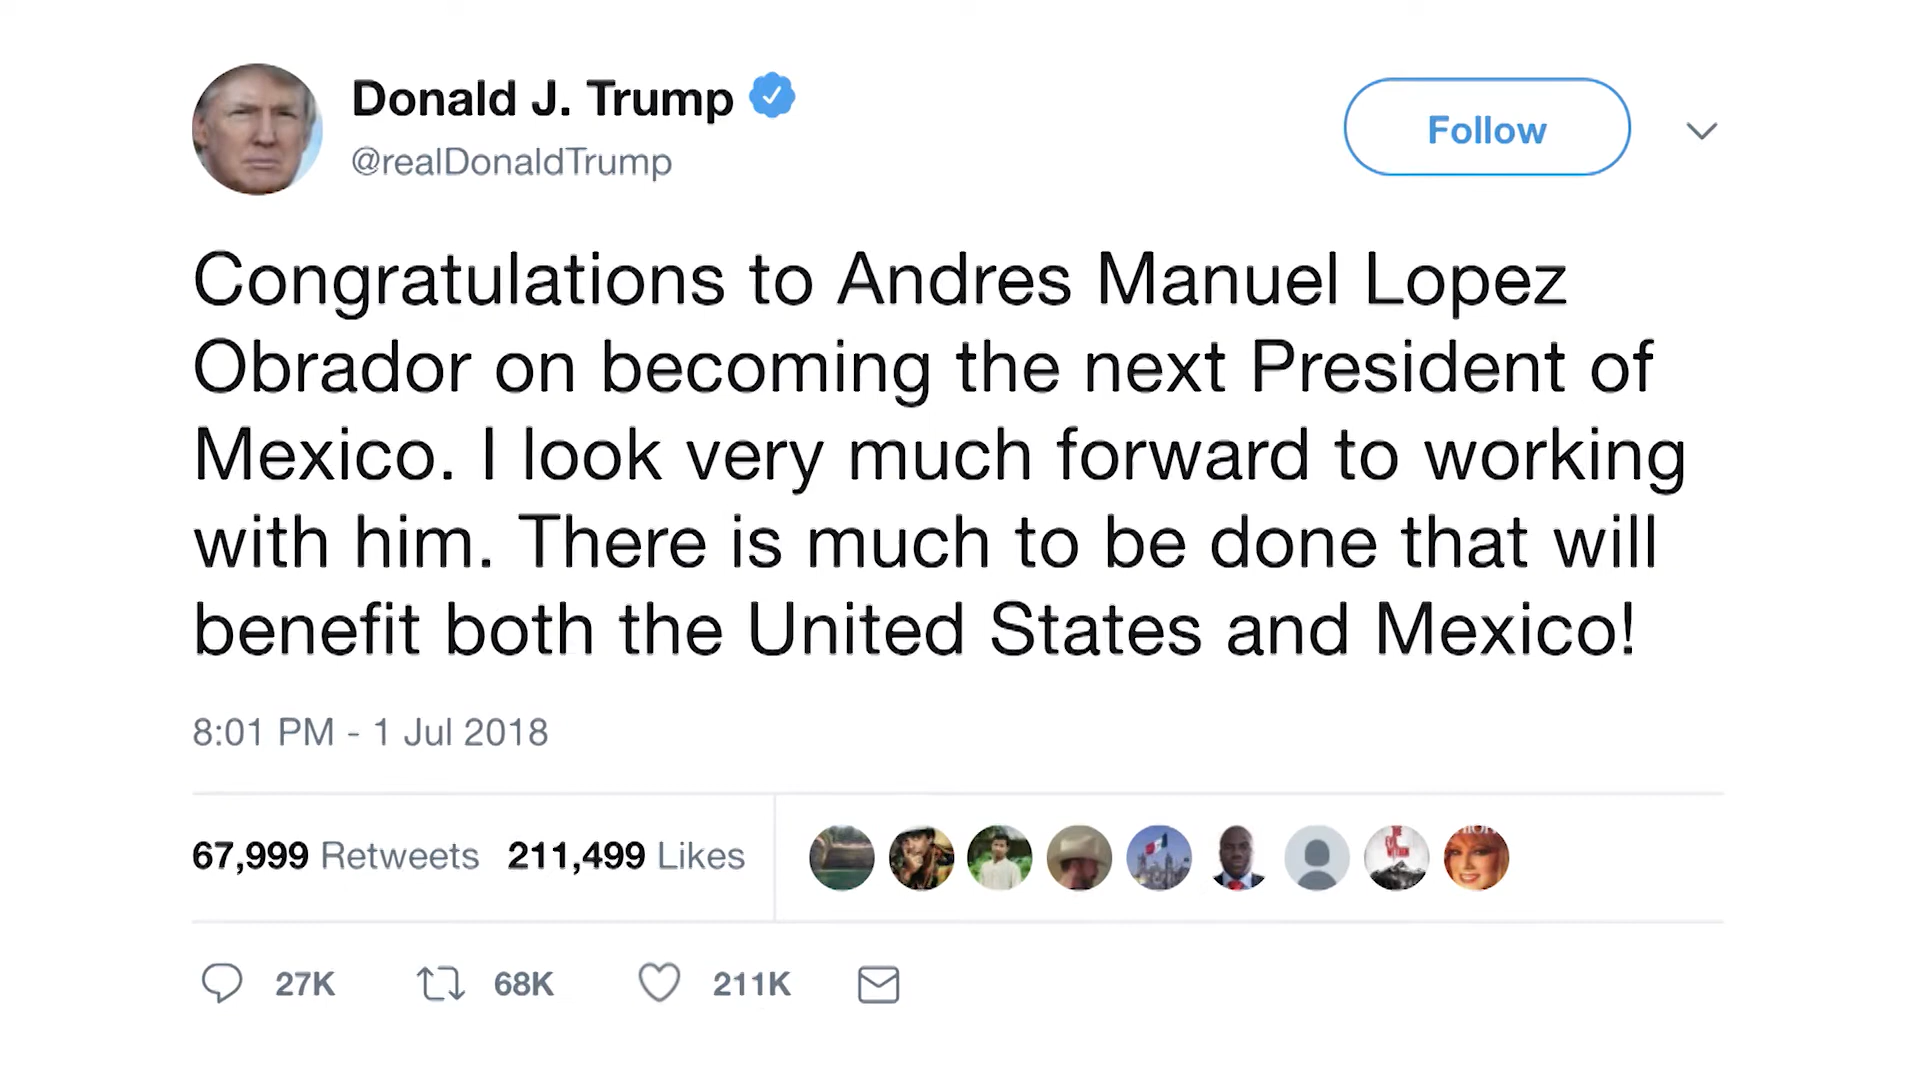 Donald J. Trump
@realDonaldTrump
Follow
Congratulations to Andres Manuel Lopez
Obrador on becoming the next President of
Mexico. I look very much forward to working
with him. There is much to be done that will
benefit both the United States and Mexico!
8:01 PM - 1 Jul 2018
67,999 Retweets 211,499 Likes
27K 68K 211K